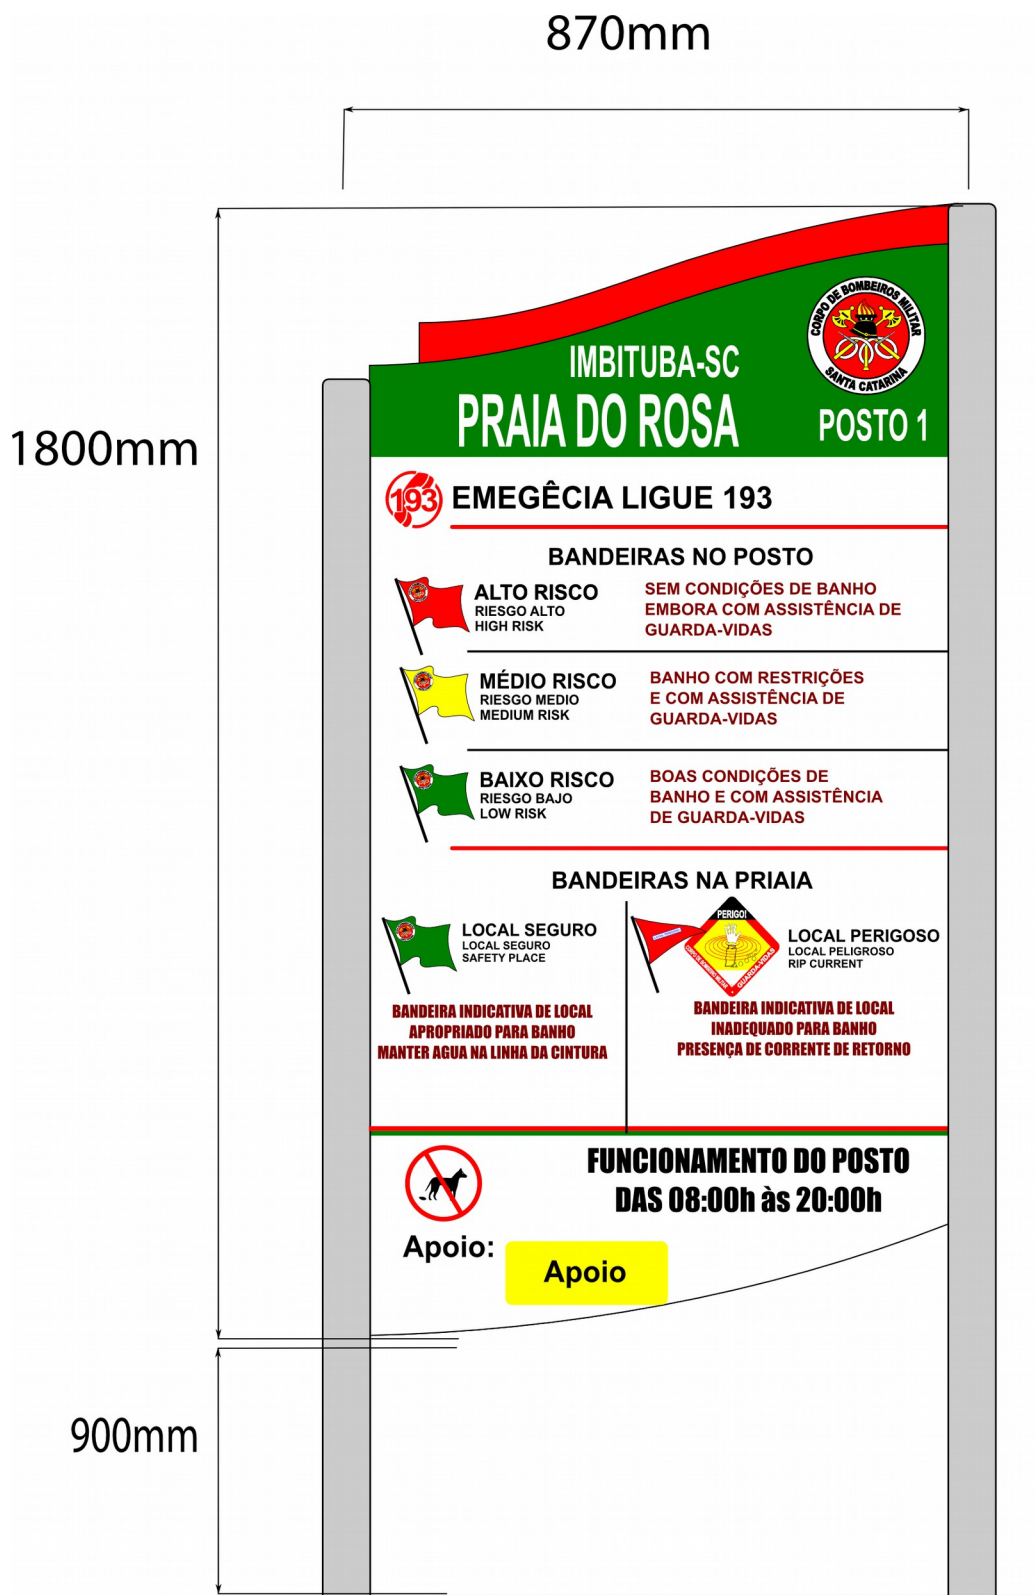 870mm
1800mm
900mm
CORPO DE BOMBEIROS MILITAR
SANTA CATARINA
IMBITUBA-SC
PRAIA DO ROSA
POSTO 1
193
EMEGÊCIA LIGUE 193
BANDEIRAS NO POSTO
ALTO RISCO
RIESGO ALTO
HIGH RISK
SEM CONDIÇÕES DE BANHO
EMBORA COM ASSISTÊNCIA DE
GUARDA-VIDAS
MÉDIO RISCO
RIESGO MEDIO
MEDIUM RISK
BANHO COM RESTRIÇÕES
E COM ASSISTÊNCIA DE
GUARDA-VIDAS
BAIXO RISCO
RIESGO BAJO
LOW RISK
BOAS CONDIÇÕES DE
BANHO E COM ASSISTÊNCIA
DE GUARDA-VIDAS
BANDEIRAS NA PRIAIA
LOCAL SEGURO
LOCAL SEGURO
SAFETY PLACE
BANDEIRA INDICATIVA DE LOCAL
APROPRIADO PARA BANHO
MANTER AGUA NA LINHA DA CINTURA
PERIGO!
GUARDA-VIDAS
LOCAL PERIGOSO
LOCAL PELIGROSO
RIP CURRENT
BANDEIRA INDICATIVA DE LOCAL
INADEQUADO PARA BANHO
PRESENÇA DE CORRENTE DE RETORNO
FUNCIONAMENTO DO POSTO
DAS 08:00h às 20:00h
Apoio:
Apoio